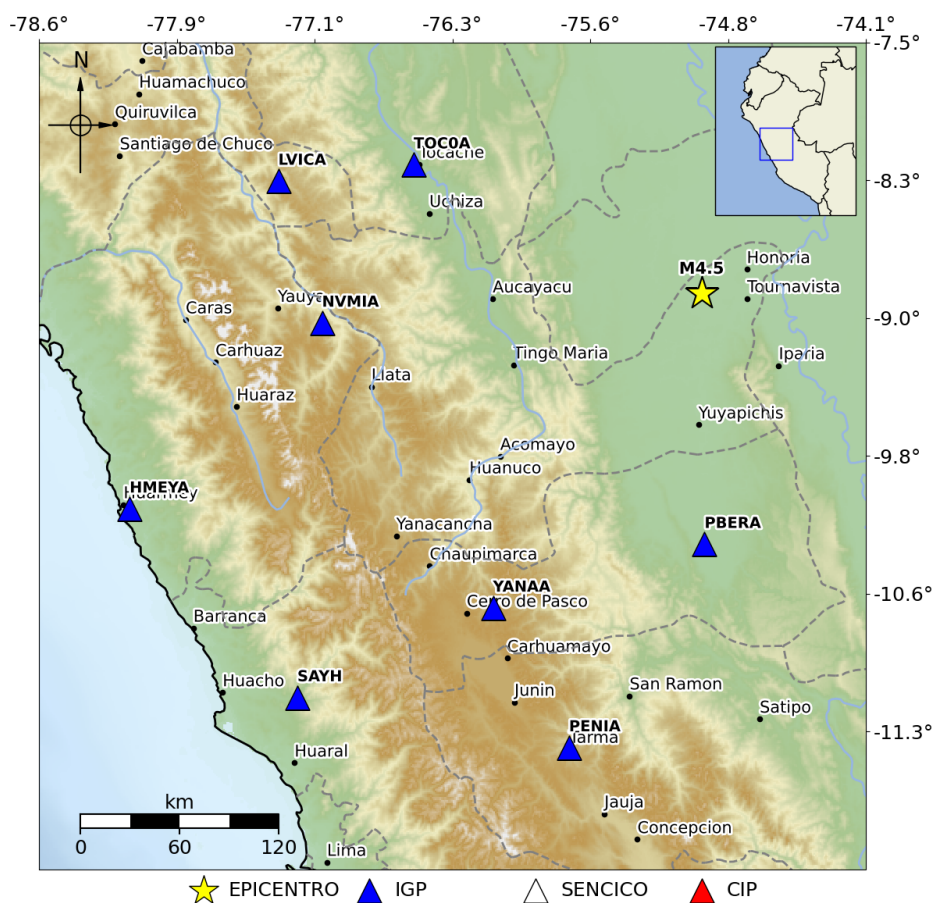 -78.6 -77.9 -77.1 -76.3 -75.6 -74.8 -74.1
-7.5
Cajabamba
N
Huamachuco
Quiruvilca
Santiago de Chuco
TOC0A
Tocache
LVICA
-8.3
Uchiza
Honoria
M4.5
Tournavista
Aucayacu
Yauya
NVMIA
Caras
-9.0
Carhuaz
Tingo Maria
Iparia
Llata
Huaraz
Yuyapichis
Acomayo
-9.8
Huanuco
HMEYA
Huarmey
Yanacancha
PBERA
Chaupimarca
YANAA
-10.6
Cerro de Pasco
Barranca
Carhuamayo
SAYH
Huacho
Junin
San Ramon
Satipo
PENIA
Tarma
-11.3
Huaral
km
Jauja
Concepcion
0 60 120
Lima
EPICENTRO IGP SENCICO CIP